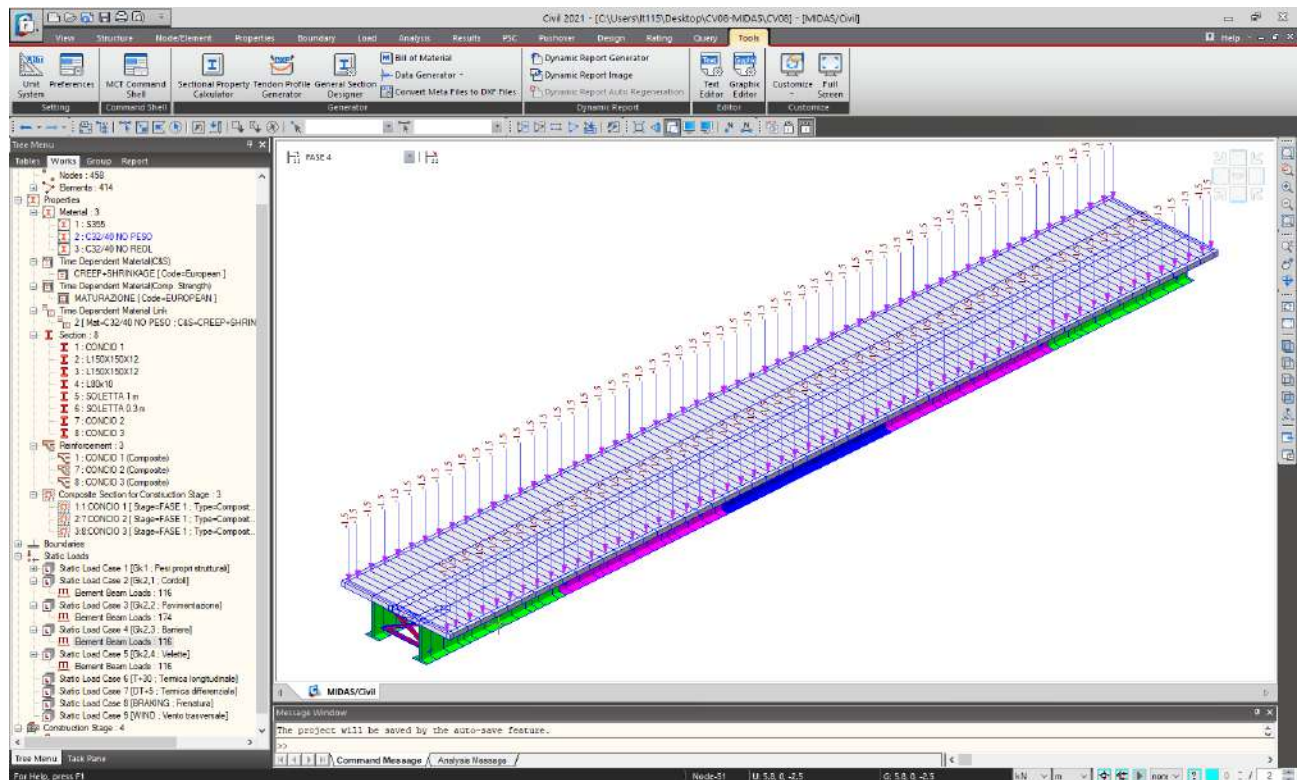 Civil 2021 - [C:\Users\lt115\Desktop\CV08-MIDAS\CV08] - [MIDAS/Civil]
View Structure Node/Element Properties Boundary Load Analysis Results PSC Pushover Design Rating Query Tools Help
Unit System
Preferences
MCT Command Shell
Sectional Property Calculator
Tendon Profile Generator
General Section Designer
Bill of Material
Data Generator
Convert Meta Files to DXF Files
Dynamic Report Generator
Dynamic Report Image
Dynamic Report Auto Regeneration
Text Editor
Graphic Editor
Customize
Full Screen
Setting Command Shell Generator Dynamic Report Editor Customize
Tree Menu
Tables Works Group Report
Nodes : 458
Elements : 414
Properties
Material : 3
1 : S355
2 : C32/40 NO PESO
3 : C32/40 NO REOL
Time Dependent Material(C&S)
CREEP+SHRINKAGE [ Code=European ]
Time Dependent Material(Comp. Strength)
MATURAZIONE [ Code=EUROPEAN ]
Time Dependent Material Link
2 [ Mat=C32/40 NO PESO : C&S=CREEP+SHRIN
Section : 8
1 : CONCIO 1
2 : L150X150X12
3 : L150X150X12
4 : L80x10
5 : SOLETTA 1 m
6 : SOLETTA 0.3 m
7 : CONCIO 2
8 : CONCIO 3
Reinforcement : 3
1 : CONCIO 1 (Composite)
7 : CONCIO 2 (Composite)
8 : CONCIO 3 (Composite)
Composite Section for Construction Stage : 3
1:1:CONCIO 1 [ Stage=FASE 1 ; Type=Compost...
2:7:CONCIO 2 [ Stage=FASE 1 ; Type=Compost...
3:8:CONCIO 3 [ Stage=FASE 1 ; Type=Compost...
Boundaries
Static Loads
Static Load Case 1 [Gk1 ; Pesi propri strutturali]
Static Load Case 2 [Gk2,1 ; Cordoli]
Element Beam Loads : 116
Static Load Case 3 [Gk2,2 ; Pavimentazione]
Element Beam Loads : 174
Static Load Case 4 [Gk2,3 ; Barriere]
Element Beam Loads : 116
Static Load Case 5 [Gk2,4 ; Velette]
Element Beam Loads : 116
Static Load Case 6 [T+30 ; Termica longitudinale]
Static Load Case 7 [DT+5 ; Termica differenziale]
Static Load Case 8 [BRAKING ; Frenatura]
Static Load Case 9 [WIND ; Vento trasversale]
Construction Stage : 4
Tree Menu Task Pane
FASE 4
-1.5
MIDAS/Civil
Message Window
The project will be saved by the auto-save feature.
>>
Command Message Analysis Message
For Help, press F1
Node-51
U: 5.8, 0, -2.5
G: 5.8, 0, -2.5
kN
m
non
2